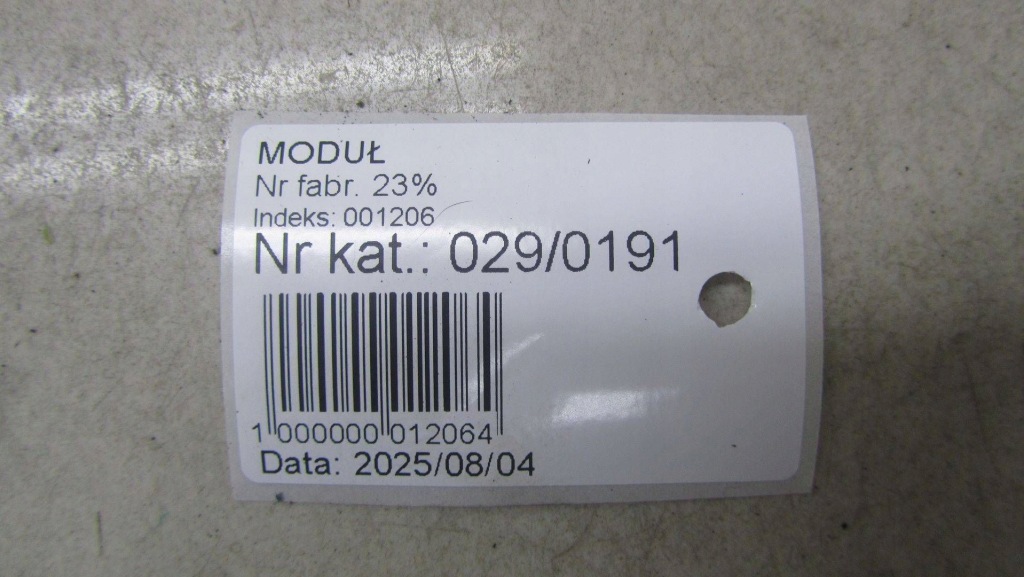 MODUŁ
Nr fabr. 23%
Indeks: 001206
Nr kat.: 029/0191
1 000000 012064
Data: 2025/08/04